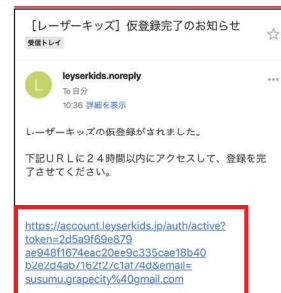 ［レーザーキッズ］仮登録完了のお知らせ
受信トレイ
L
leyserkids.noreply
To 自分
10:36 詳細を表示
レーザーキッズの仮登録がされました。
下記ＵＲＬに２４時間以内にアクセスして、登録を完
了させてください。
https://account.leyserkids.jp/auth/active?
token=2d5a9f69e879
ae948f1674eac20ee9c335cae18b40
b2e2d4ab7162f27c1af74d&email=
susumu.grapecity%40gmail.com